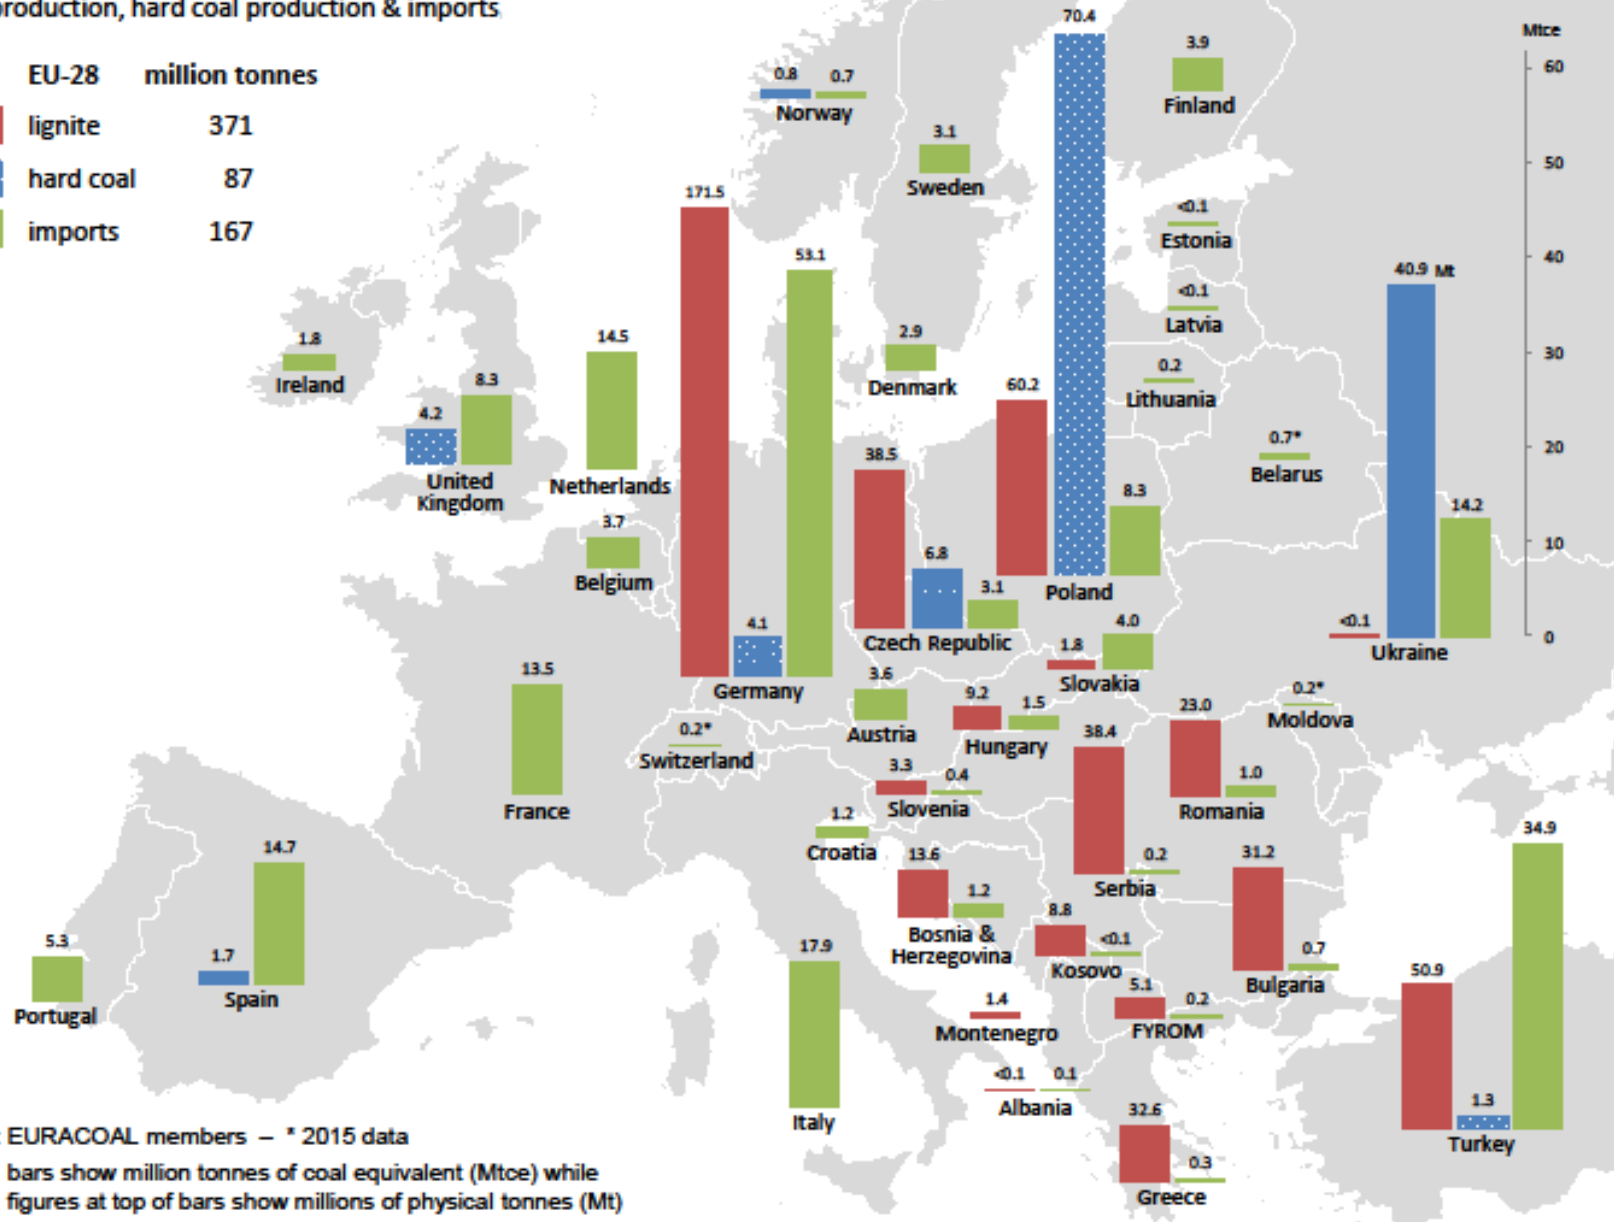 production, hard coal production & imports
EU-28 million tonnes
lignite 371
hard coal 87
imports 167
70.4
Mtce
60
50
40
30
20
10
0
0.8 0.7
Norway
3.9
Finland
3.1
Sweden
171.5
4.1
53.1
Germany
<0.1
Estonia
<0.1
Latvia
0.2
Lithuania
40.9 Mt
<0.1
14.2
Ukraine
1.8
Ireland
4.2
8.3
United
Kingdom
14.5
Netherlands
2.9
Denmark
60.2
8.3
Poland
0.7*
Belarus
3.7
Belgium
38.5
6.8
3.1
Czech Republic
1.8
4.0
Slovakia
13.5
France
3.6
Austria
9.2
1.5
Hungary
0.2*
Switzerland
23.0
1.0
Romania
0.2*
Moldova
38.4
0.2
Serbia
3.3
0.4
Slovenia
1.2
Croatia
13.6
1.2
Bosnia &
Herzegovina
31.2
0.7
Bulgaria
34.9
50.9
1.3
Turkey
8.8
<0.1
Kosovo
5.3
Portugal
1.7
14.7
Spain
17.9
Italy
1.4
Montenegro
5.1
0.2
FYROM
<0.1 0.1
Albania
32.6
0.3
Greece
EURACOAL members – * 2015 data
bars show million tonnes of coal equivalent (Mtce) while
figures at top of bars show millions of physical tonnes (Mt)